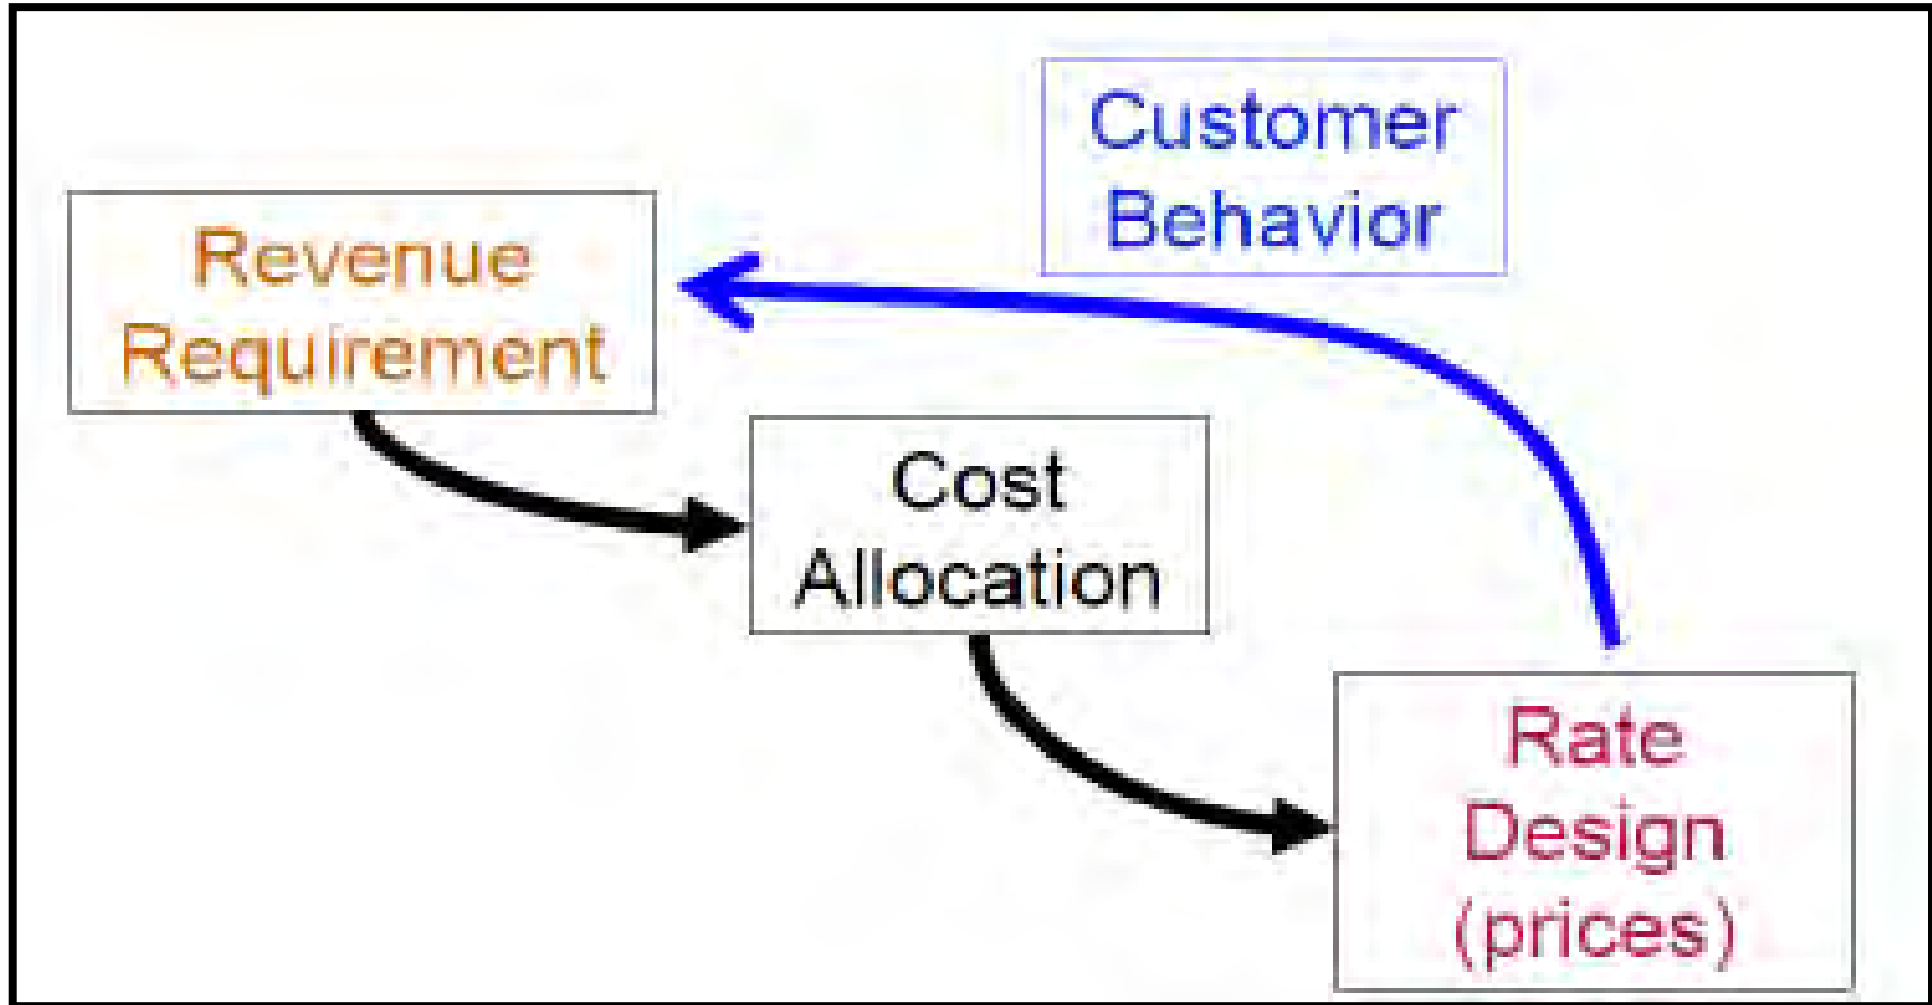 Customer
Behavior
Revenue
Requirement
Cost
Allocation
Rate
Design
(prices)